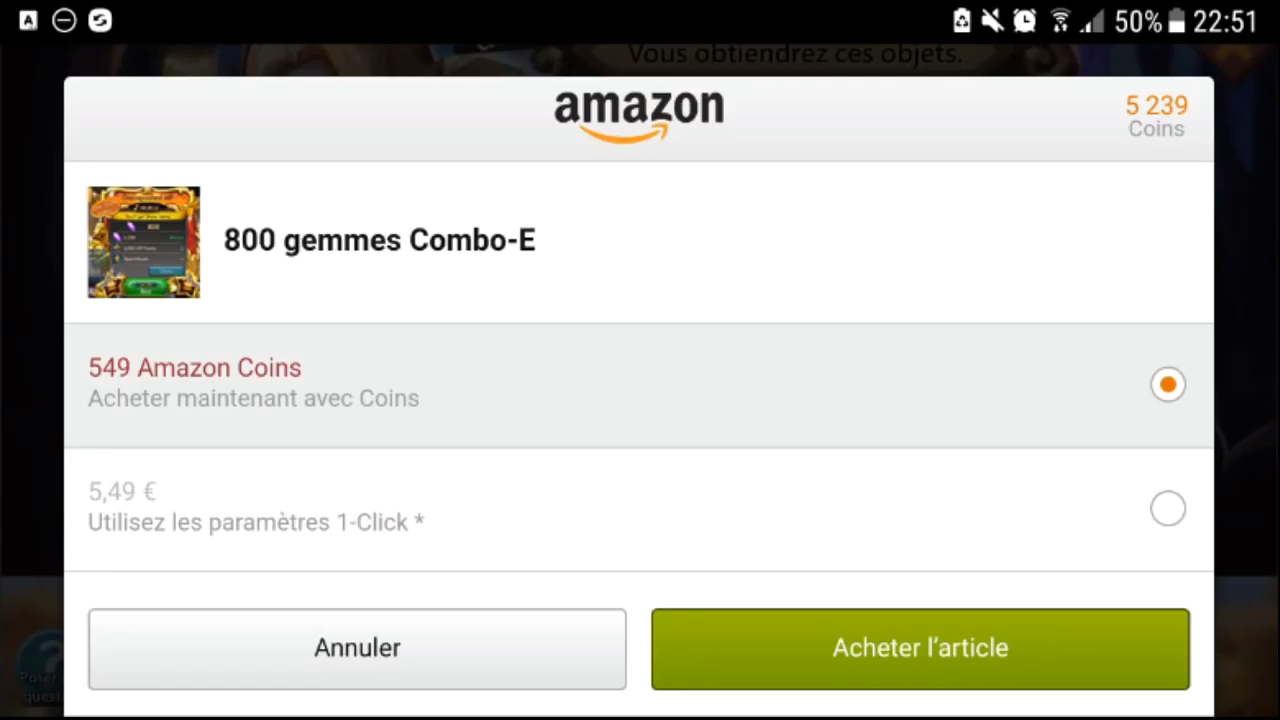 50% 22:51
Vous obtiendrez ces objets.
amazon
5 239
Coins
800 gemmes Combo-E
549 Amazon Coins
Acheter maintenant avec Coins
5,49 €
Utilisez les paramètres 1-Click *
Annuler
Acheter l'article